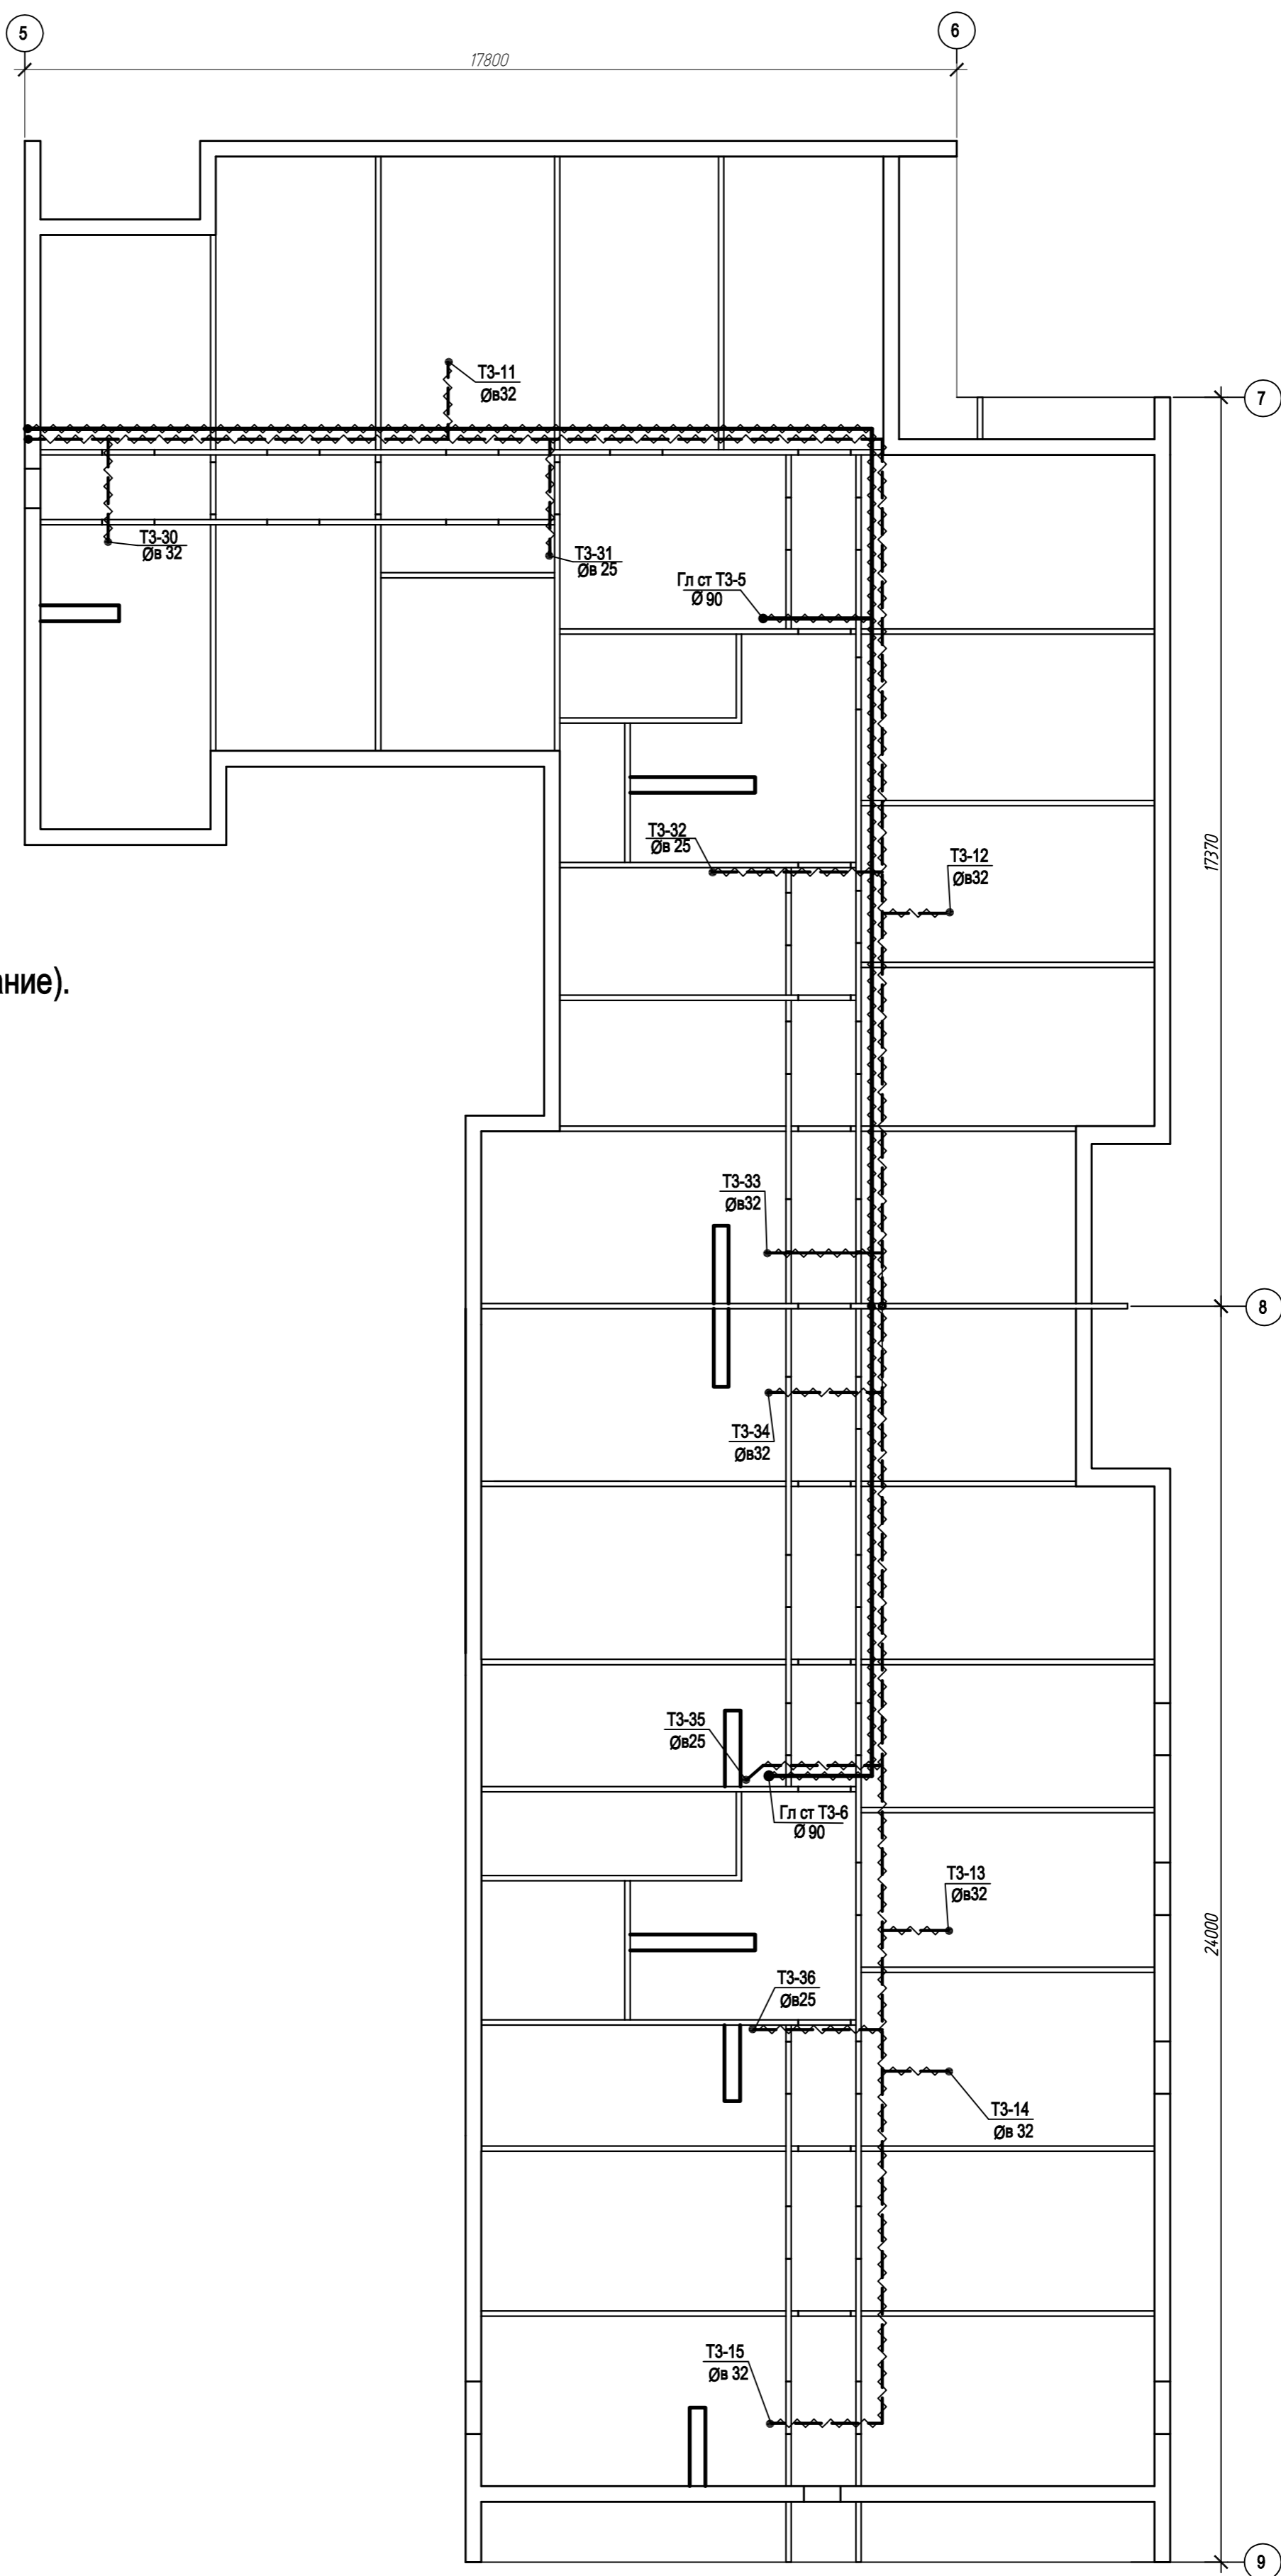 5
6
17800
7
Т3-11
Øв32
Т3-30
Øв 32
Т3-31
Øв 25
Гл ст Т3-5
Ø 90
Т3-32
Øв 25
Т3-12
Øв32
17370
ание).
Т3-33
Øв32
8
Т3-34
Øв32
Т3-35
Øв25
Гл ст Т3-6
Ø 90
Т3-13
Øв32
24000
Т3-36
Øв25
Т3-14
Øв 32
Т3-15
Øв 32
9